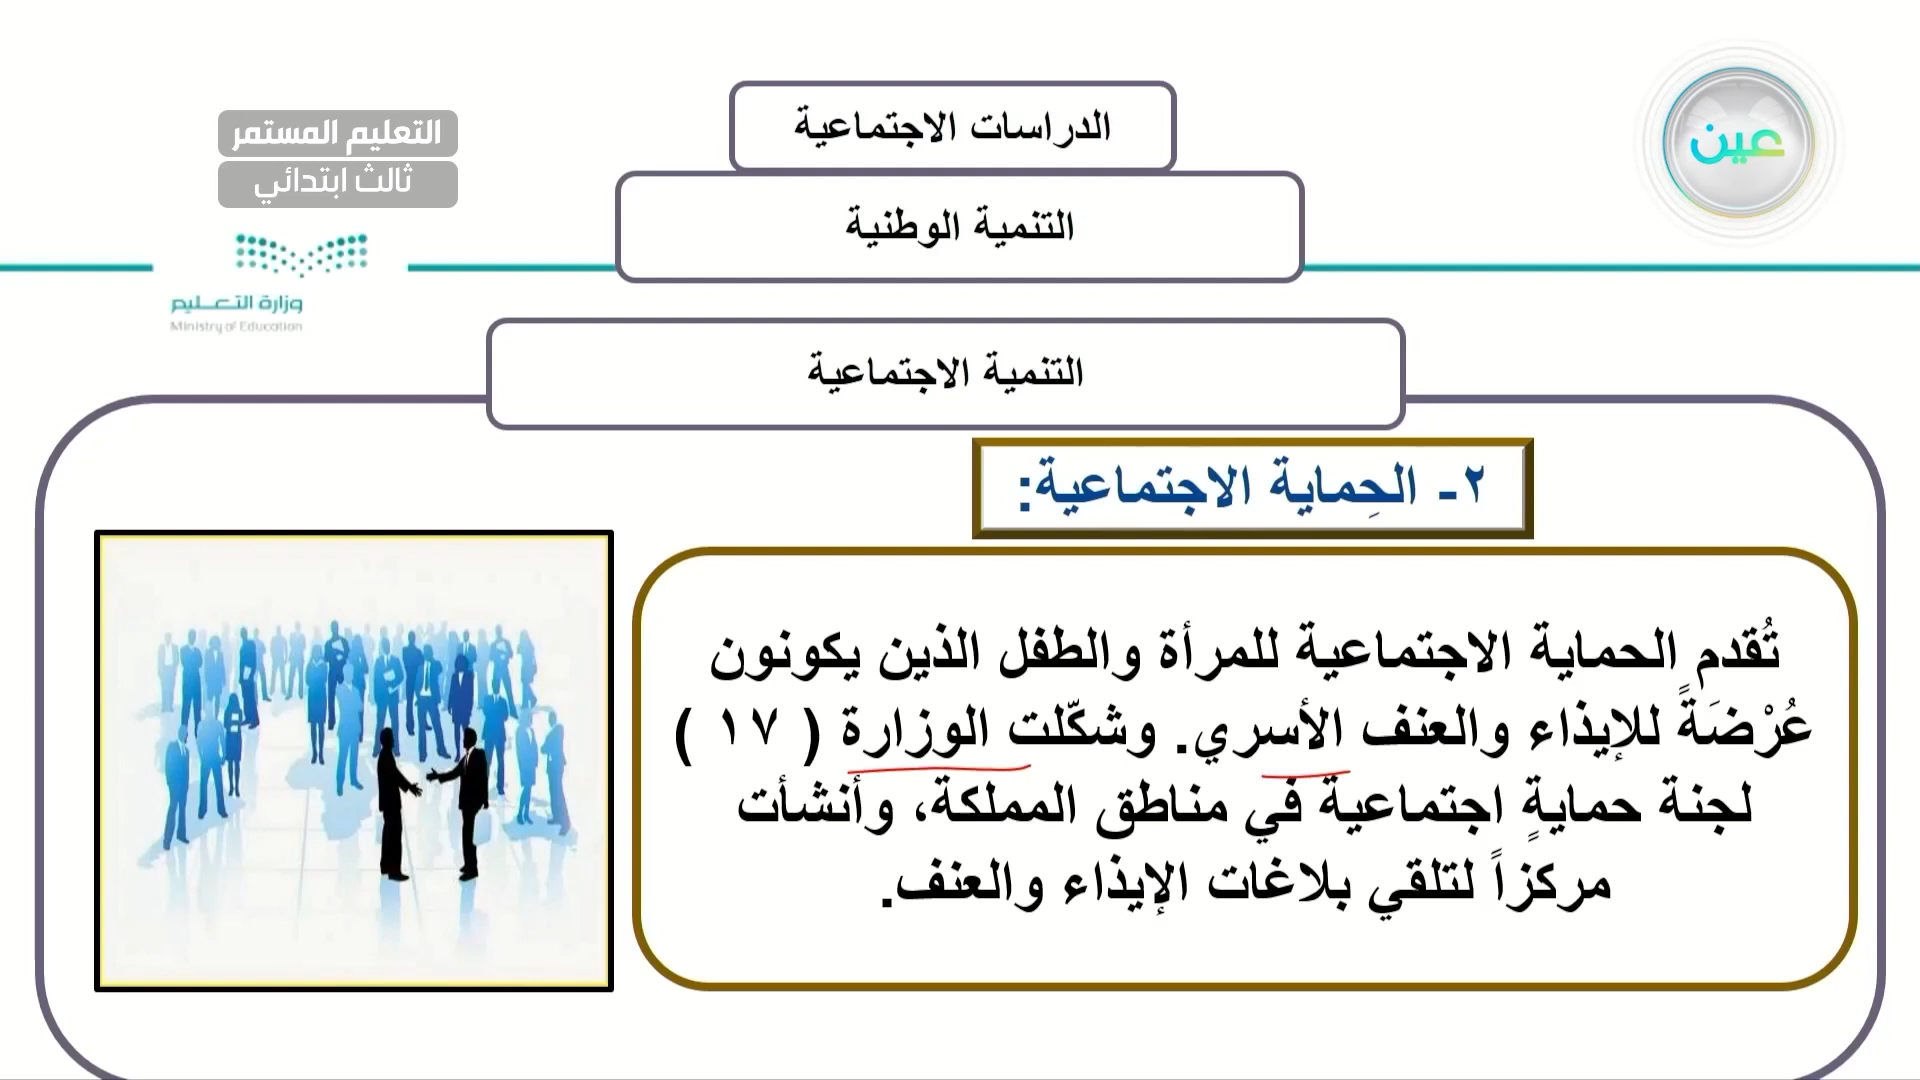 الدراسات الاجتماعية
عين
التعليم المستمر
ثالث ابتدائي
التنمية الوطنية
وزارة التعـــليم
Ministry of Education
التنمية الاجتماعية
٢- الحِماية الاجتماعية:
تُقدم الحماية الاجتماعية للمرأة والطفل الذين يكونون
عُرْضَةً للإيذاء والعنف الأسري. وشكّلت الوزارة ( ١٧ )
لجنة حمايةٍ اجتماعية في مناطق المملكة، وأنشأت
مركزاً لتلقي بلاغات الإيذاء والعنف.